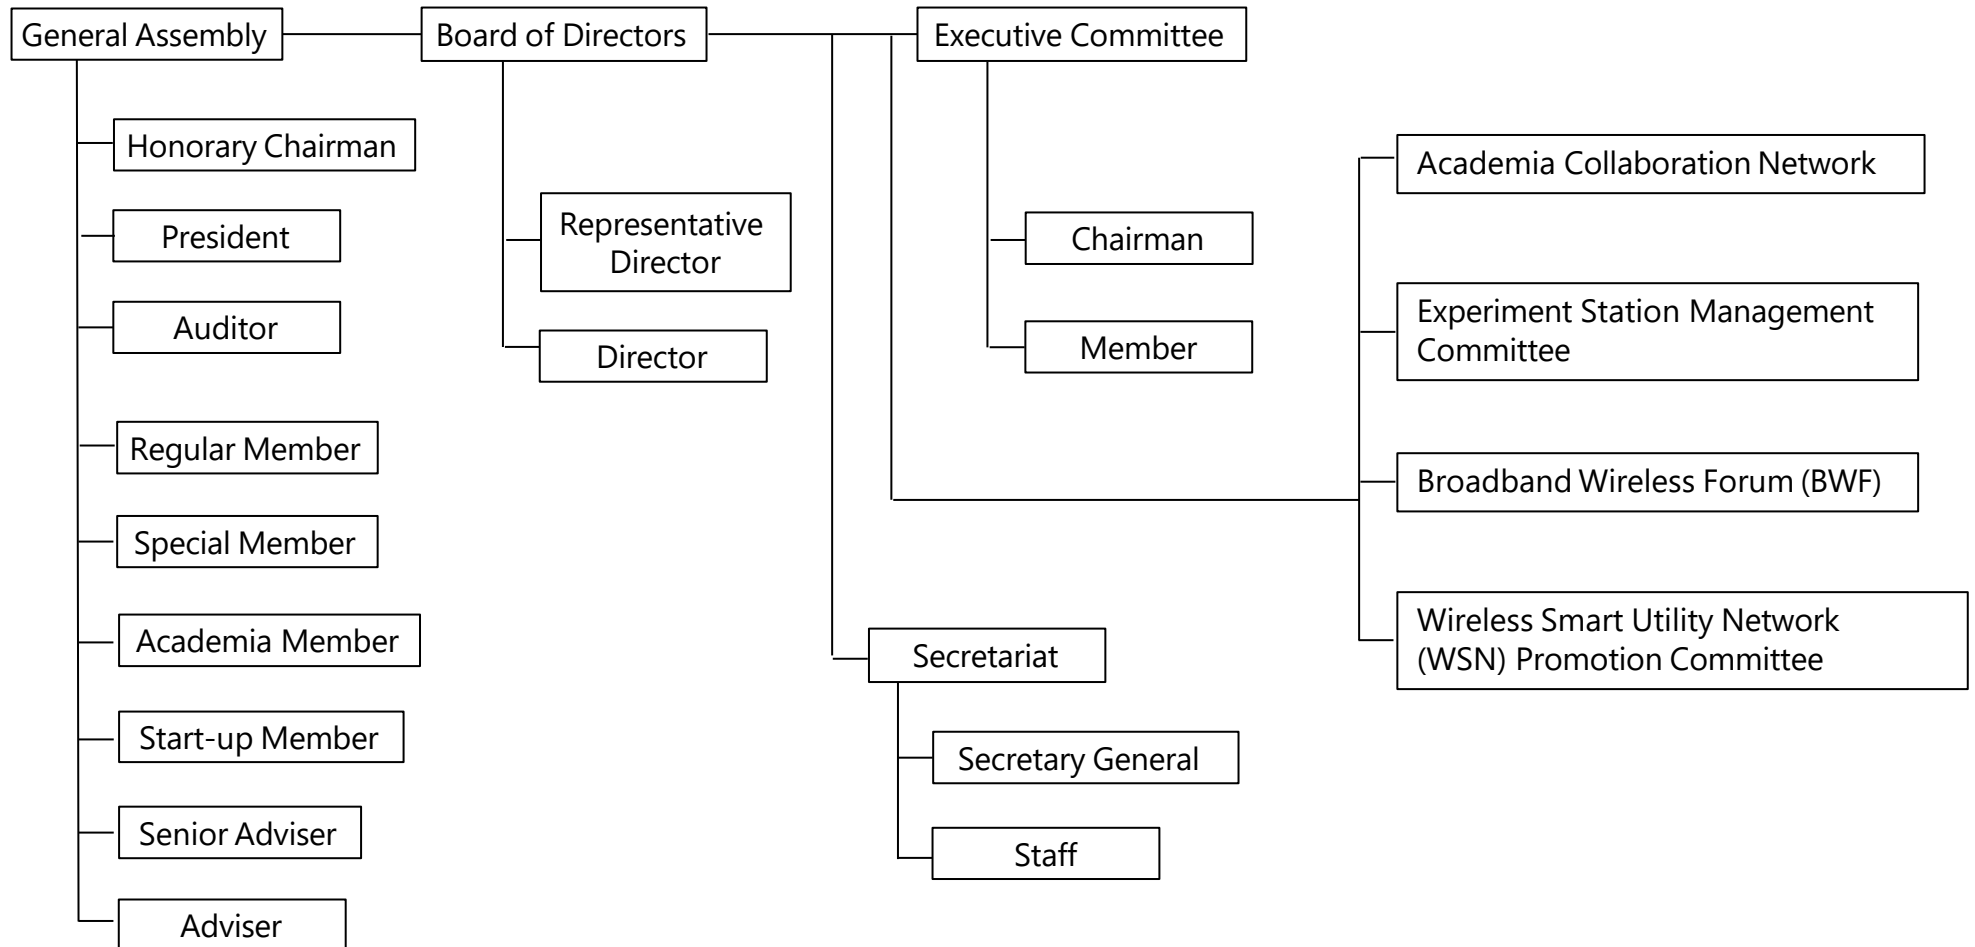 General Assembly
Board of Directors
Executive Committee
Honorary Chairman
President
Auditor
Regular Member
Special Member
Academia Member
Start-up Member
Senior Adviser
Adviser
Representative
Director
Director
Chairman
Member
Secretariat
Secretary General
Staff
Academia Collaboration Network
Experiment Station Management
Committee
Broadband Wireless Forum (BWF)
Wireless Smart Utility Network
(WSN) Promotion Committee